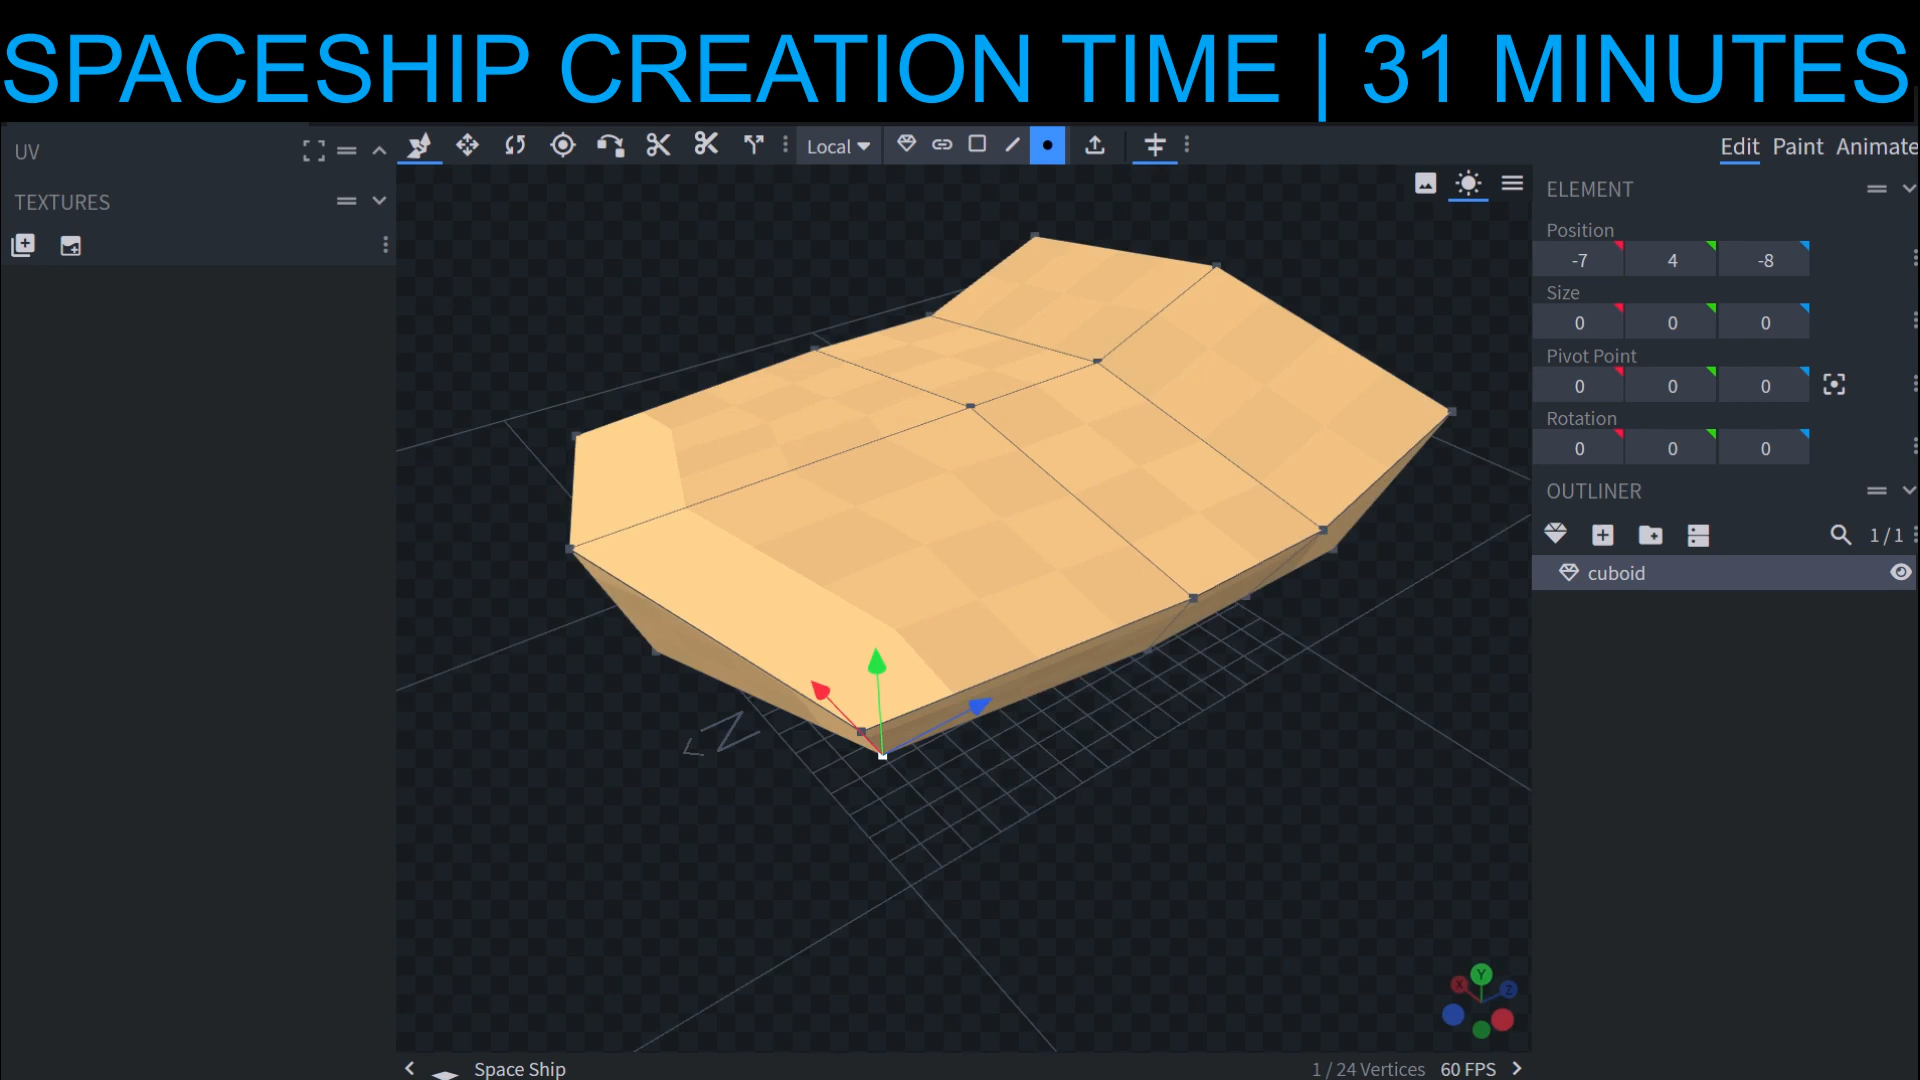 SPACESHIP CREATION TIME | 31 MINUTES
UV
Local
Edit Paint Animate
TEXTURES
ELEMENT
Position
-7 4 -8
Size
0 0 0
Pivot Point
0 0 0
Rotation
0 0 0
OUTLINER
1 / 1
cuboid
N
Y
X
Z
Space Ship
1 / 24 Vertices 60 FPS